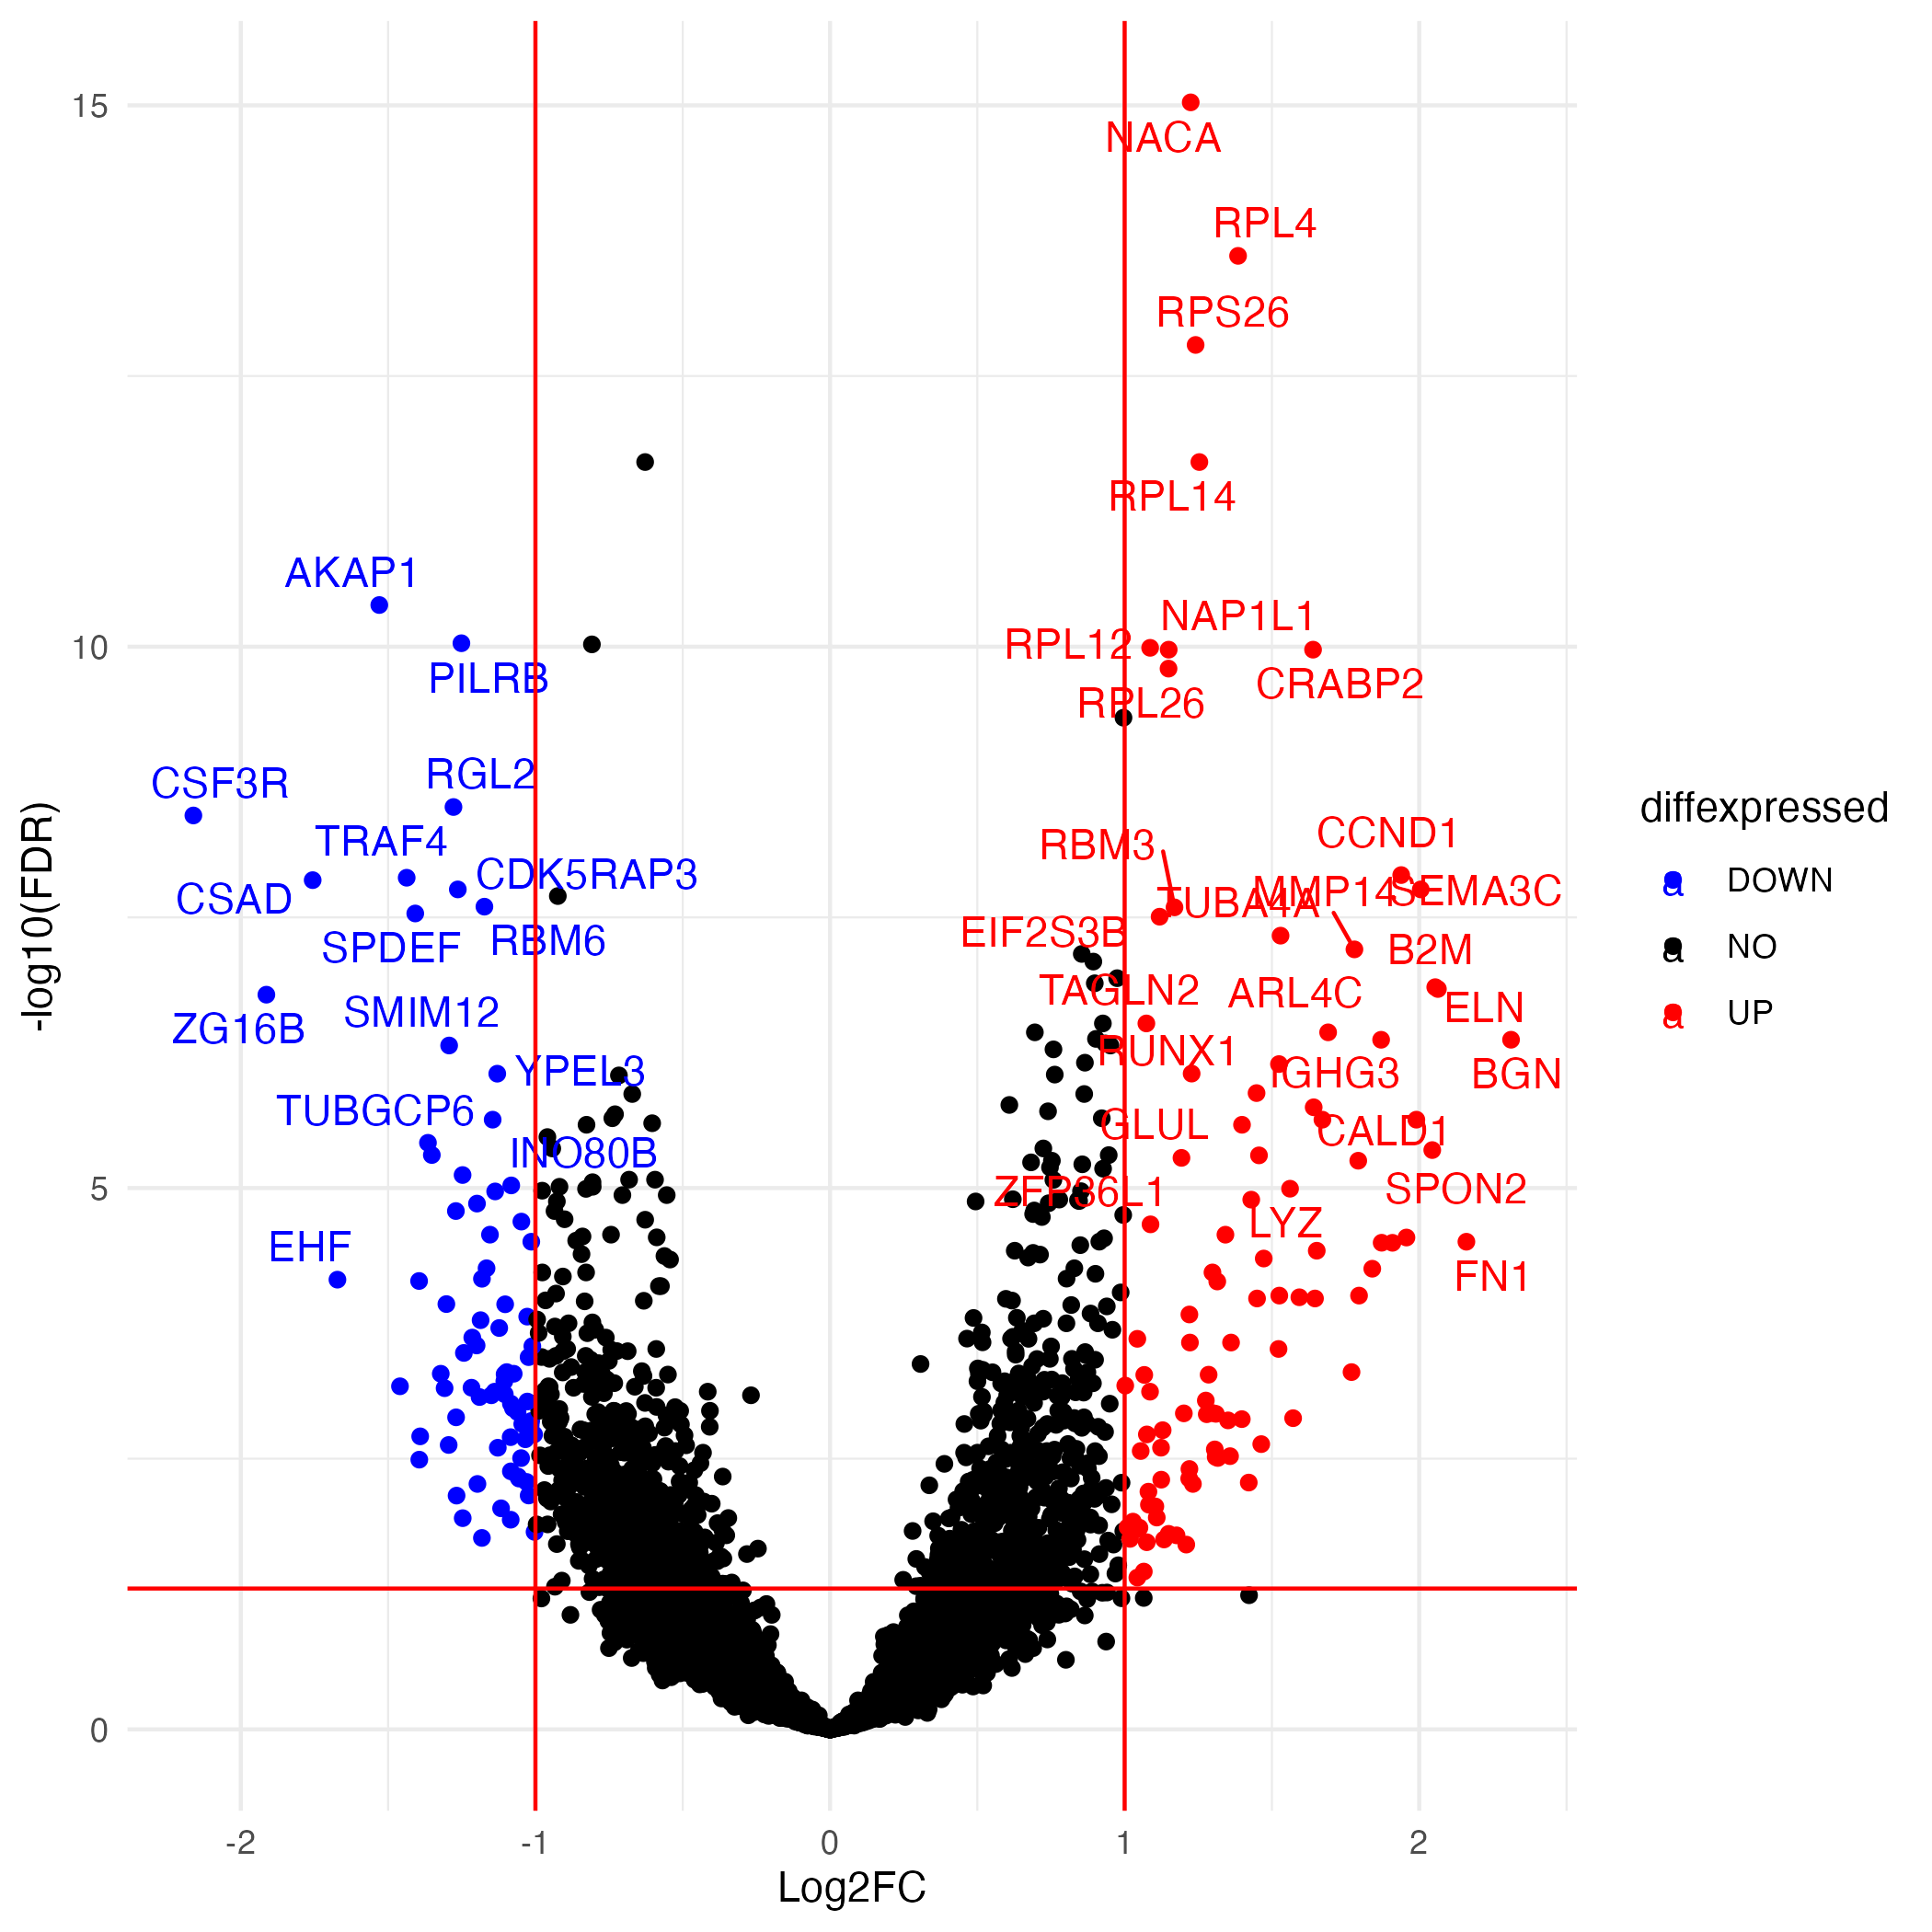 15
NACA
RPL4
RPS26
RPL14
AKAP1
NAP1L1
RPL12
10
PILRB
CRABP2
RPL26
RGL2
CSF3R
diffexpressed
CCND1
TRAF4
RBM3
CDK5RAP3
DOWN
a
CSAD
TUBA4A
MMP14
SEMA3C
EIF2S3B
SPDEF
RBM6
B2M
NO
a
-log10(FDR)
TAGLN2
ARL4C
ELN
SMIM12
UP
a
ZG16B
RUNX1
YPEL3
IGHG3
BGN
TUBGCP6
GLUL
CALD1
INO80B
5
ZFP36L1
SPON2
LYZ
EHF
FN1
0
-2
-1
0
1
2
Log2FC